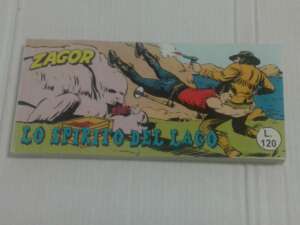 ZAGOR
LO SPIRITO DEL LAGO
L.
120